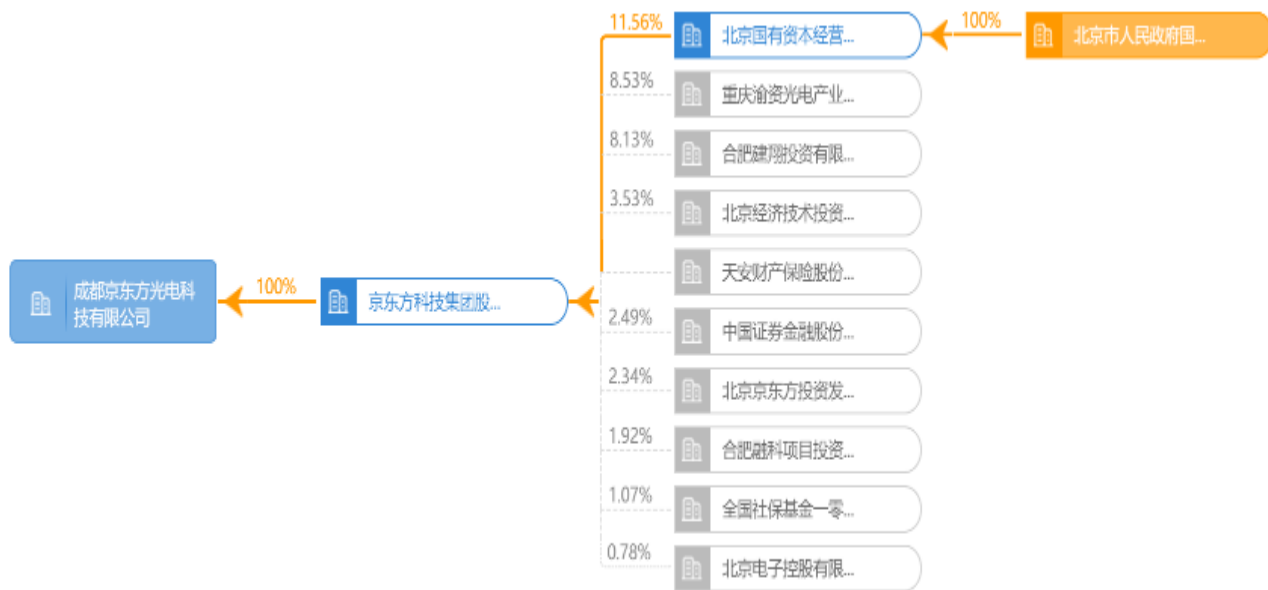 11.56%
北京国有资本经营...
100%
北京市人民政府国...
8.53%
重庆渝资光电产业...
8.13%
合肥建翔投资有限...
3.53%
北京经济技术投资...
天安财产保险股份...
成都京东方光电科
技有限公司
100%
京东方科技集团股...
2.49%
中国证券金融股份...
2.34%
北京京东方投资发...
1.92%
合肥融科项目投资...
1.07%
全国社保基金一零...
0.78%
北京电子控股有限...